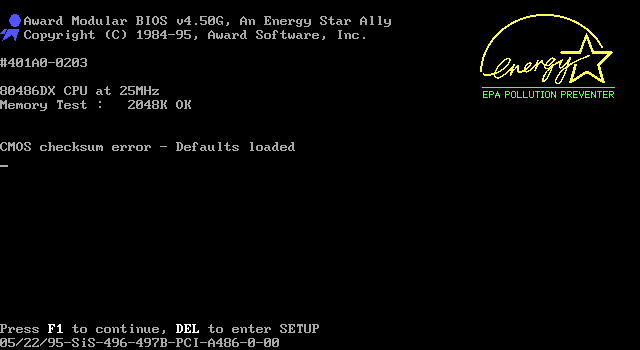 Award Modular BIOS v4.50G, An Energy Star Ally
Copyright (C) 1984-95, Award Software, Inc.
energy
EPA POLLUTION PREVENTER
#401A0-0203
80486DX CPU at 25MHz
Memory Test :   2048K OK
CMOS checksum error - Defaults loaded
Press F1 to continue, DEL to enter SETUP
05/22/95-SiS-496-497B-PCI-A486-0-00